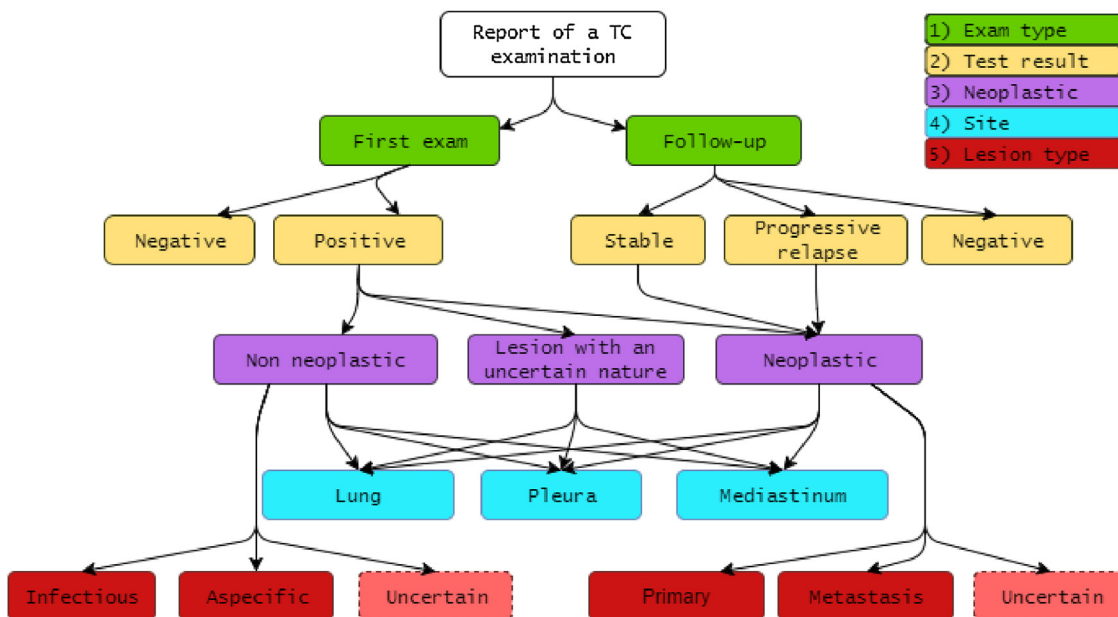 Report of a TC
examination
1) Exam type
2) Test result
3) Neoplastic
4) Site
5) Lesion type
First exam
Follow-up
Negative
Positive
Stable
Progressive
relapse
Negative
Non neoplastic
Lesion with an
uncertain nature
Neoplastic
Lung
Pleura
Mediastinum
Infectious
Aspecific
Uncertain
Primary
Metastasis
Uncertain